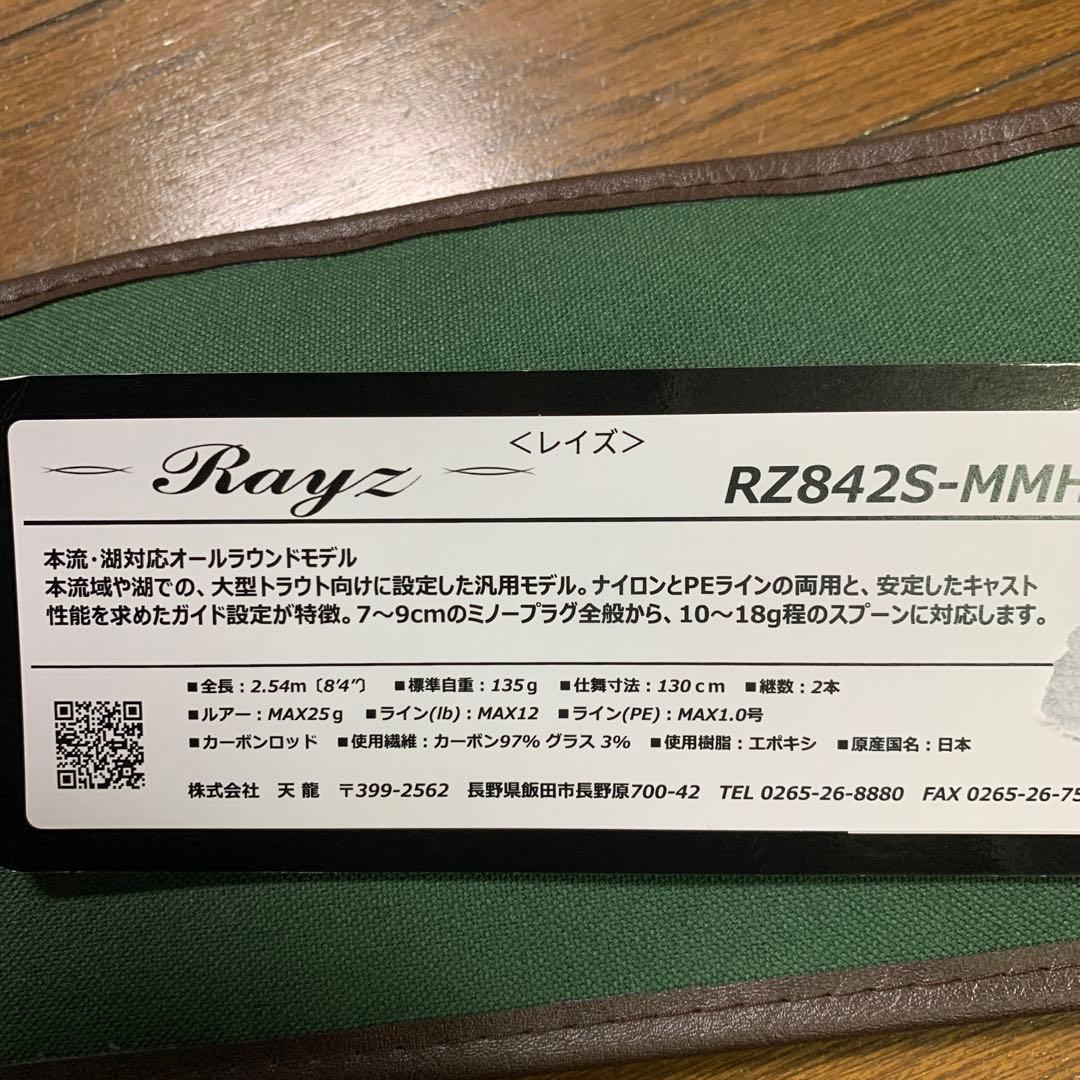 <レイズ>
Rayz
RZ842S-MMH
本流・湖対応オールラウンドモデル
本流域や湖での、大型トラウト向けに設定した汎用モデル。ナイロンとPEラインの両用と、安定したキャスト
性能を求めたガイド設定が特徴。7～9cmのミノープラグ全般から、10～18g程のスプーンに対応します。
■全長：2.54m〔8'4"〕 ■標準自重：135g ■仕舞寸法：130cm ■継数：2本
■ルアー：MAX25g ■ライン(lb)：MAX12 ■ライン(PE)：MAX1.0号
■カーボンロッド ■使用繊維：カーボン97% グラス 3% ■使用樹脂：エポキシ ■原産国名：日本
株式会社 天龍 〒399-2562 長野県飯田市長野原700-42 TEL 0265-26-8880 FAX 0265-26-75